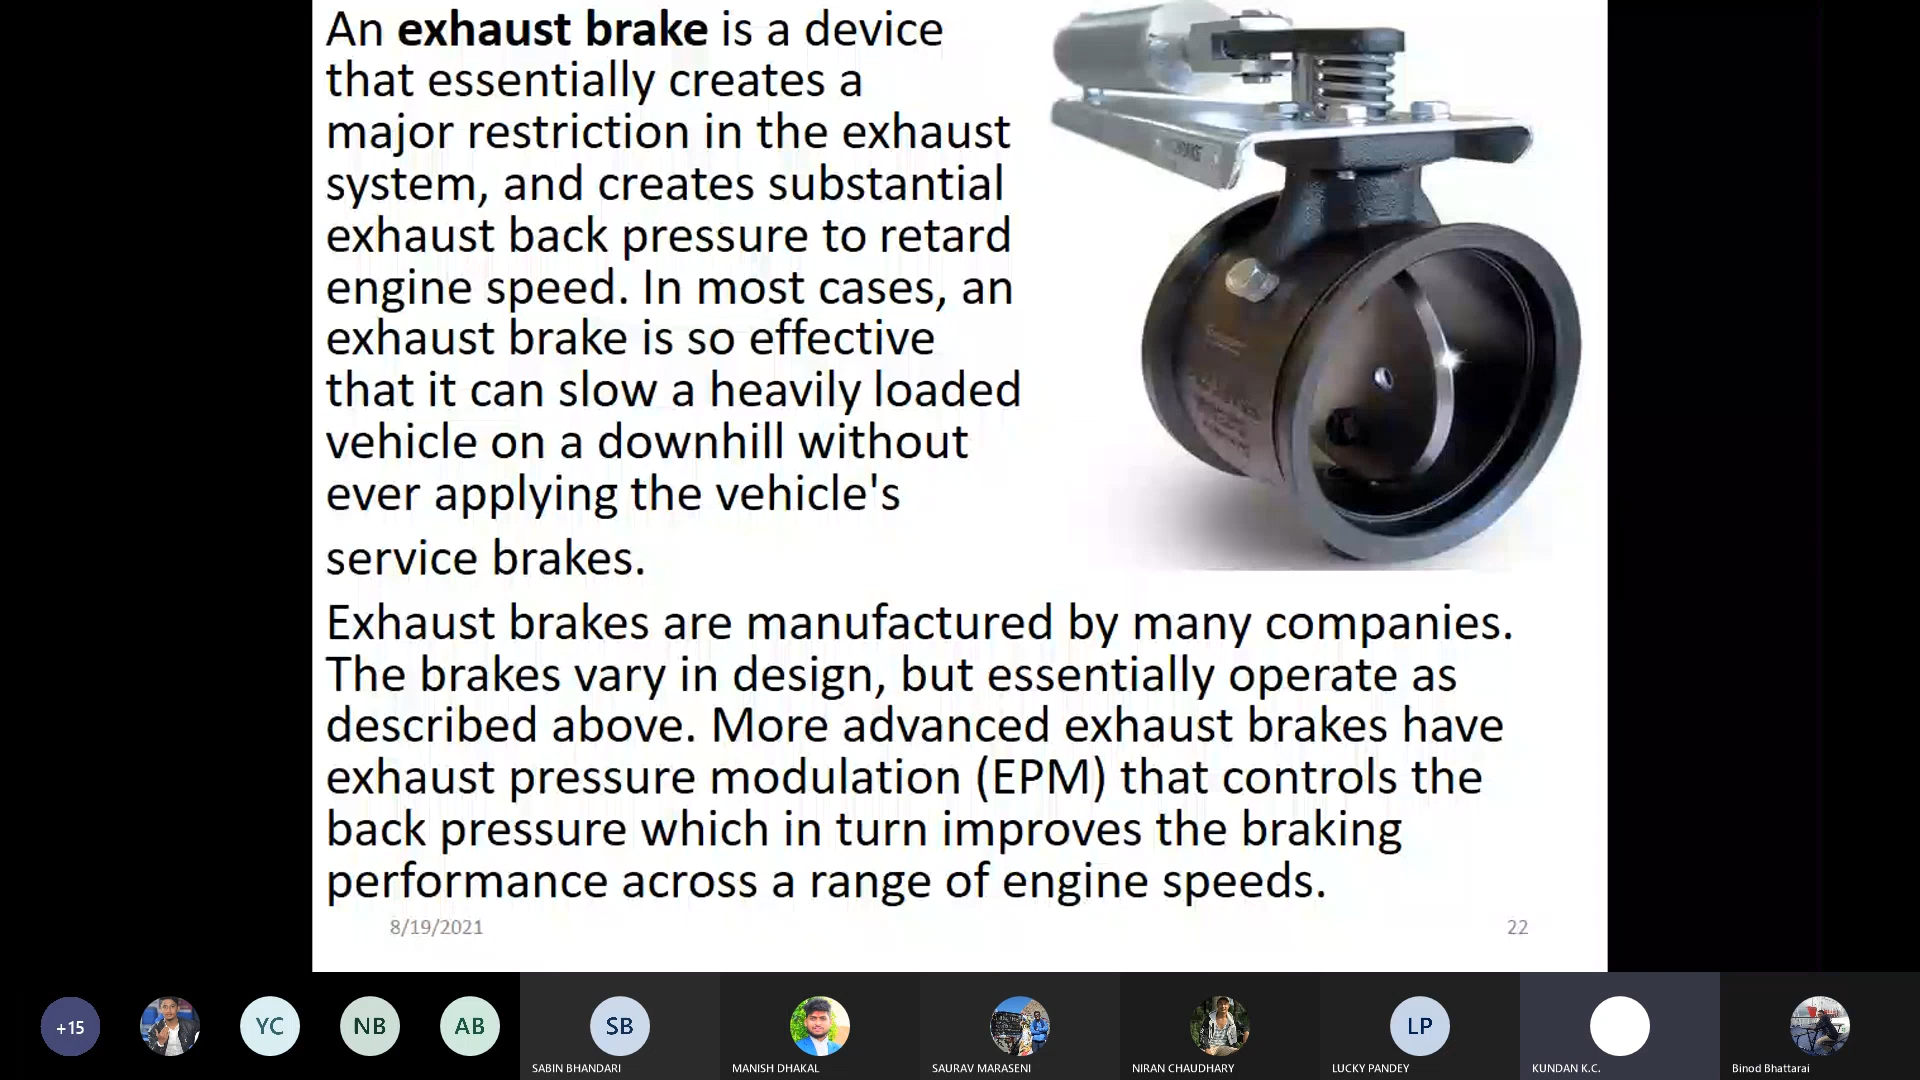 An exhaust brake is a device
that essentially creates a
major restriction in the exhaust
system, and creates substantial
exhaust back pressure to retard
engine speed. In most cases, an
exhaust brake is so effective
that it can slow a heavily loaded
vehicle on a downhill without
ever applying the vehicle's
service brakes.
Exhaust brakes are manufactured by many companies.
The brakes vary in design, but essentially operate as
described above. More advanced exhaust brakes have
exhaust pressure modulation (EPM) that controls the
back pressure which in turn improves the braking
performance across a range of engine speeds.
8/19/2021
22
+15
YC
NB
AB
SB
LP
SABIN BHANDARI
MANISH DHAKAL
SAURAV MARASENI
NIRAN CHAUDHARY
LUCKY PANDEY
KUNDAN K.C.
Binod Bhattarai